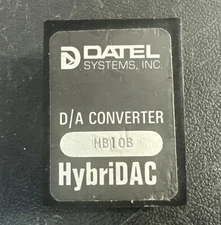 DATEL
SYSTEMS, INC.
D/A CONVERTER
HB10B
HybriDAC